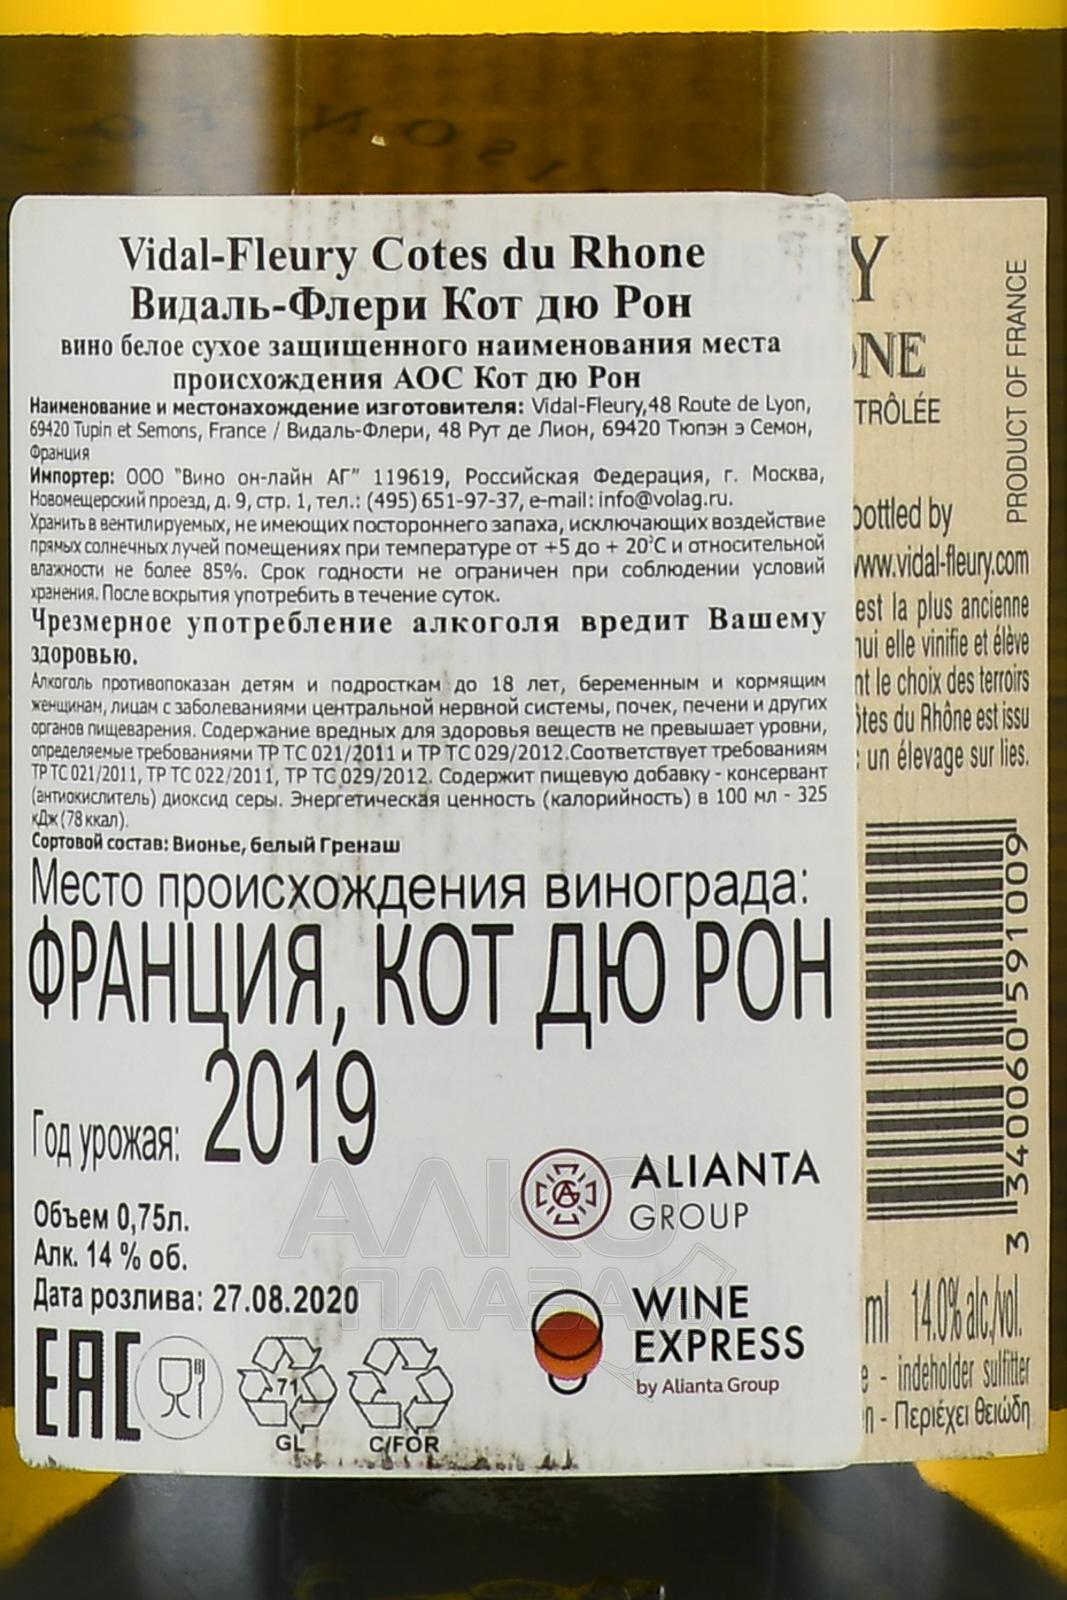 Vidal-Fleury Cotes du Rhone
Видаль-Флери Кот дю Рон
вино белое сухое защишенного наименования места
происхождения АОС Кот дю Рон
Наименование и местонахождение изготовителя: Vidal-Fleury,48 Route de Lyon,
69420 Tupin et Semons, France / Видаль-Флери, 48 Рут де Лион, 69420 Тюпэн э Семон,
Франция
Импортер: ООО "Вино он-лайн АГ" 119619, Российская Федерация, г. Москва,
Новомещерский проезд, д. 9, стр. 1, тел.: (495) 651-97-37, e-mail: info@volag.ru.
Хранить в вентилируемых, не имеющих постороннего запаха, исключающих воздействие
прямых солнечных лучей помещениях при температуре от +5 до + 20°С и относительной
влажности не более 85%. Срок годности не ограничен при соблюдении условий
хранения. После вскрытия употребить в течение суток.
Чрезмерное употребление алкоголя вредит Вашему
здоровью.
Алкоголь противопоказан детям и подросткам до 18 лет, беременным и кормящим
женщинам, лицам с заболеваниями центральной нервной системы, почек, печени и других
органов пищеварения. Содержание вредных для здоровья веществ не превышает уровни,
определяемые требованиями ТР ТС 021/2011 и ТР ТС 029/2012.Соответствует требованиям
ТР ТС 021/2011, ТР ТС 022/2011, ТР ТС 029/2012. Содержит пищевую добавку - консервант
(антиокислитель) диоксид серы. Энергетическая ценность (калорийность) в 100 мл - 325
кДж (78 ккал).
Сортовой состав: Вионье, белый Гренаш
Место происхождения винограда:
ФРАНЦИЯ, КОТ ДЮ РОН
Год урожая: 2019
Объем 0,75л.
Алк. 14 % об.
Дата розлива: 27.08.2020
EAC
71
GL
C/FOR
ALIANTA
GROUP
WINE
EXPRESS
by Alianta Group
АЛКО
ПЛАЗА
Y
ONE
TRÔLÉE
PRODUCT OF FRANCE
bottled by
www.vidal-fleury.com
est la plus ancienne
hui elle vinifie et élève
nt le choix des terroirs
ôtes du Rhône est issu
un élevage sur lies.
3 340060 591009
ml 14.0% alc./vol.
e - indeholder sulfitter
n - Περιέχει θειώδη